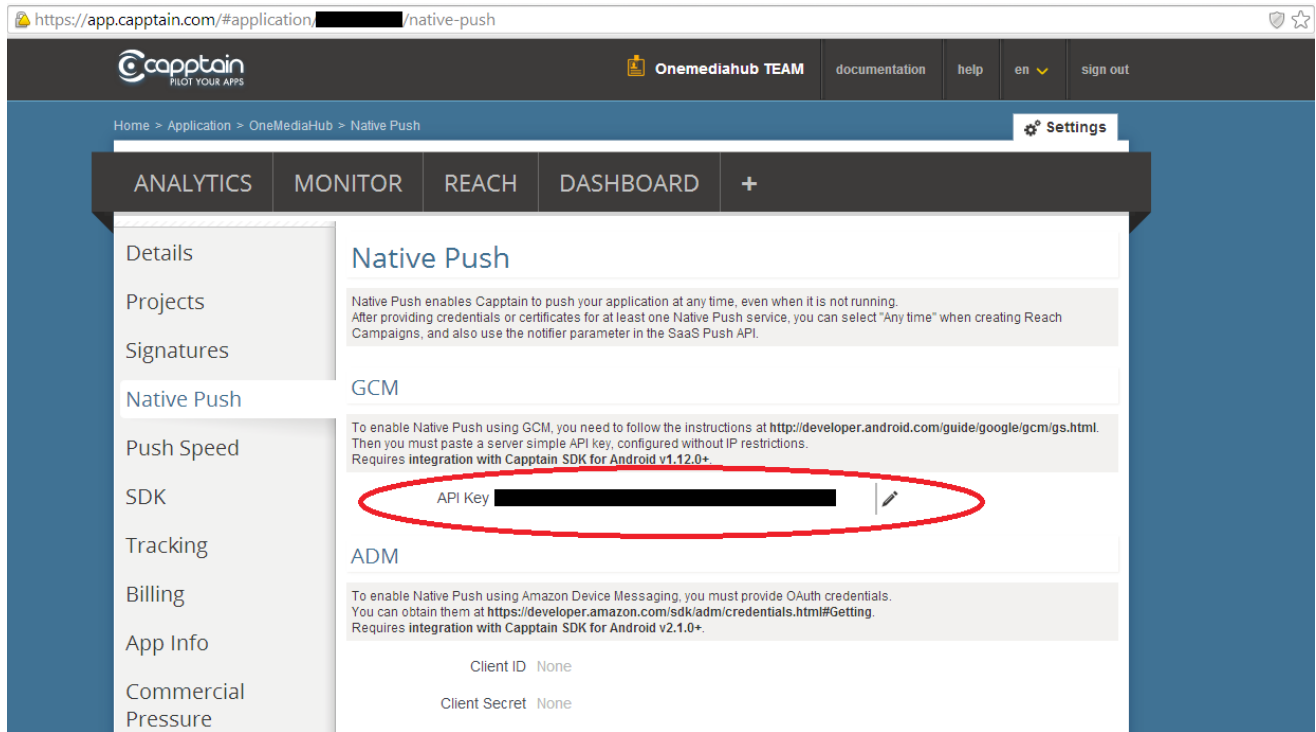 https://app.capptain.com/#application/ /native-push
capptain
PILOT YOUR APPS
Onemediahub TEAM
documentation
help
en
sign out
Home > Application > OneMediaHub > Native Push
Settings
ANALYTICS
MONITOR
REACH
DASHBOARD
+
Details
Projects
Signatures
Native Push
Push Speed
SDK
Tracking
Billing
App Info
Commercial
Pressure
Native Push
Native Push enables Capptain to push your application at any time, even when it is not running.
After providing credentials or certificates for at least one Native Push service, you can select "Any time" when creating Reach
Campaigns, and also use the notifier parameter in the SaaS Push API.
GCM
To enable Native Push using GCM, you need to follow the instructions at http://developer.android.com/guide/google/gcm/gs.html.
Then you must paste a server simple API key, configured without IP restrictions.
Requires integration with Capptain SDK for Android v1.12.0+.
API Key
ADM
To enable Native Push using Amazon Device Messaging, you must provide OAuth credentials.
You can obtain them at https://developer.amazon.com/sdk/adm/credentials.html#Getting.
Requires integration with Capptain SDK for Android v2.1.0+.
Client ID None
Client Secret None